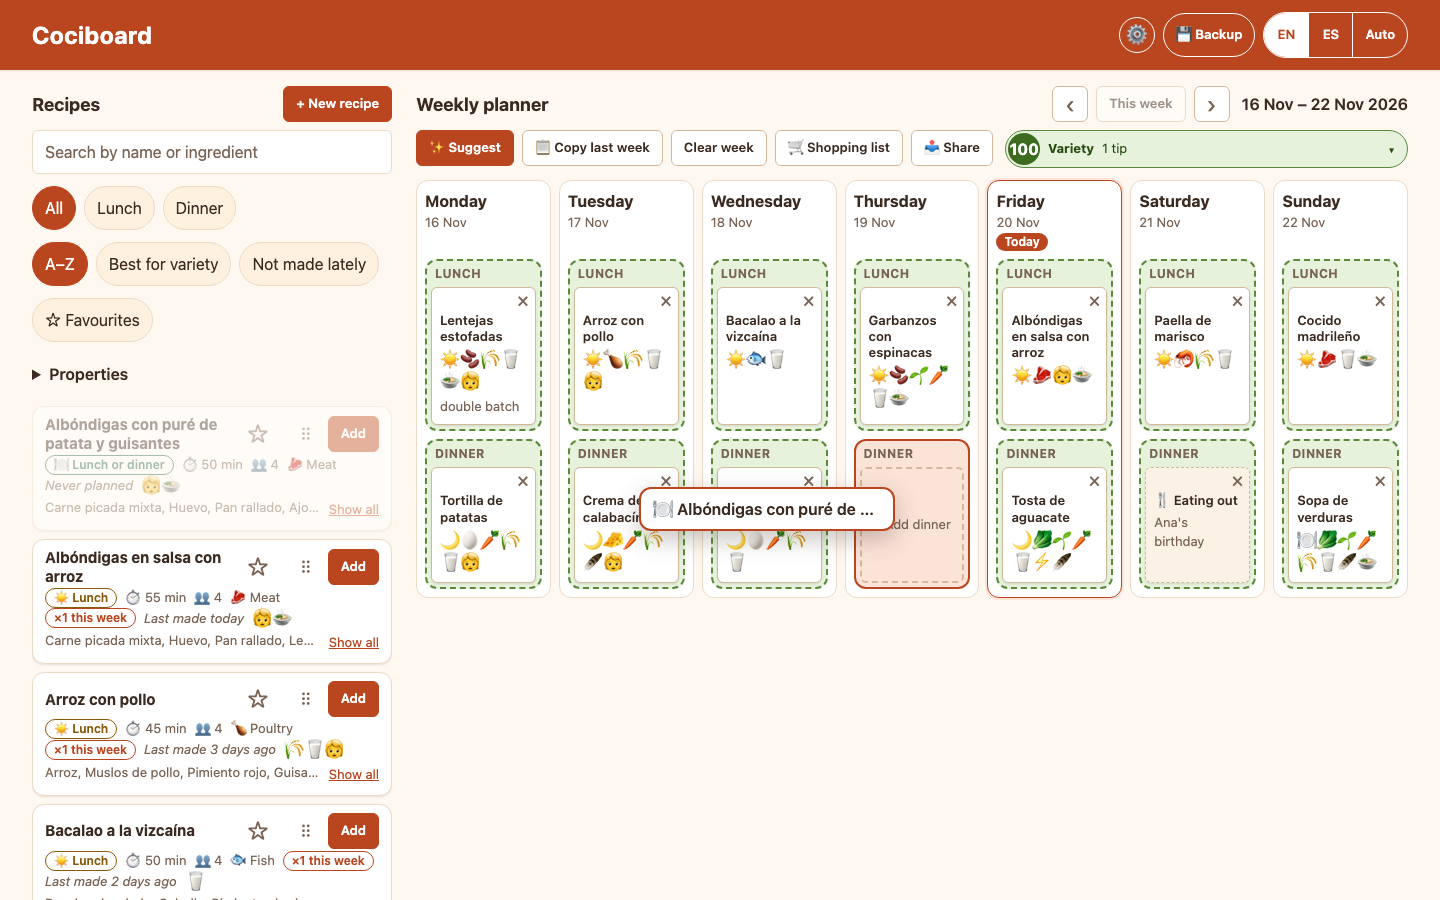 Cociboard
Backup
EN
ES
Auto
Recipes
+ New recipe
Search by name or ingredient
All
Lunch
Dinner
A–Z
Best for variety
Not made lately
☆ Favourites
Properties
Albóndigas con puré de
patata y guisantes
Add
Lunch or dinner
50 min
4
Meat
Never planned
Carne picada mixta, Huevo, Pan rallado, Ajo...
Show all
Albóndigas en salsa con
arroz
Add
Lunch
55 min
4
Meat
×1 this week
Last made today
Carne picada mixta, Huevo, Pan rallado, Le...
Show all
Arroz con pollo
Add
Lunch
45 min
4
Poultry
×1 this week
Last made 3 days ago
Arroz, Muslos de pollo, Pimiento rojo, Guisa...
Show all
Bacalao a la vizcaína
Add
Lunch
50 min
4
Fish
×1 this week
Last made 2 days ago
Weekly planner
‹
This week
›
16 Nov – 22 Nov 2026
Suggest
Copy last week
Clear week
Shopping list
Share
100
Variety
1 tip
Monday
16 Nov
LUNCH
Lentejas
estofadas
double batch
DINNER
Tortilla de
patatas
Tuesday
17 Nov
LUNCH
Arroz con
pollo
DINNER
Crema de
calabacín
Wednesday
18 Nov
LUNCH
Bacalao a la
vizcaína
DINNER
Albóndigas con puré de ...
Thursday
19 Nov
LUNCH
Garbanzos
con
espinacas
DINNER
dinner
Friday
20 Nov
Today
LUNCH
Albóndigas
en salsa con
arroz
DINNER
Tosta de
aguacate
Saturday
21 Nov
LUNCH
Paella de
marisco
DINNER
Eating out
Ana's
birthday
Sunday
22 Nov
LUNCH
Cocido
madrileño
DINNER
Sopa de
verduras